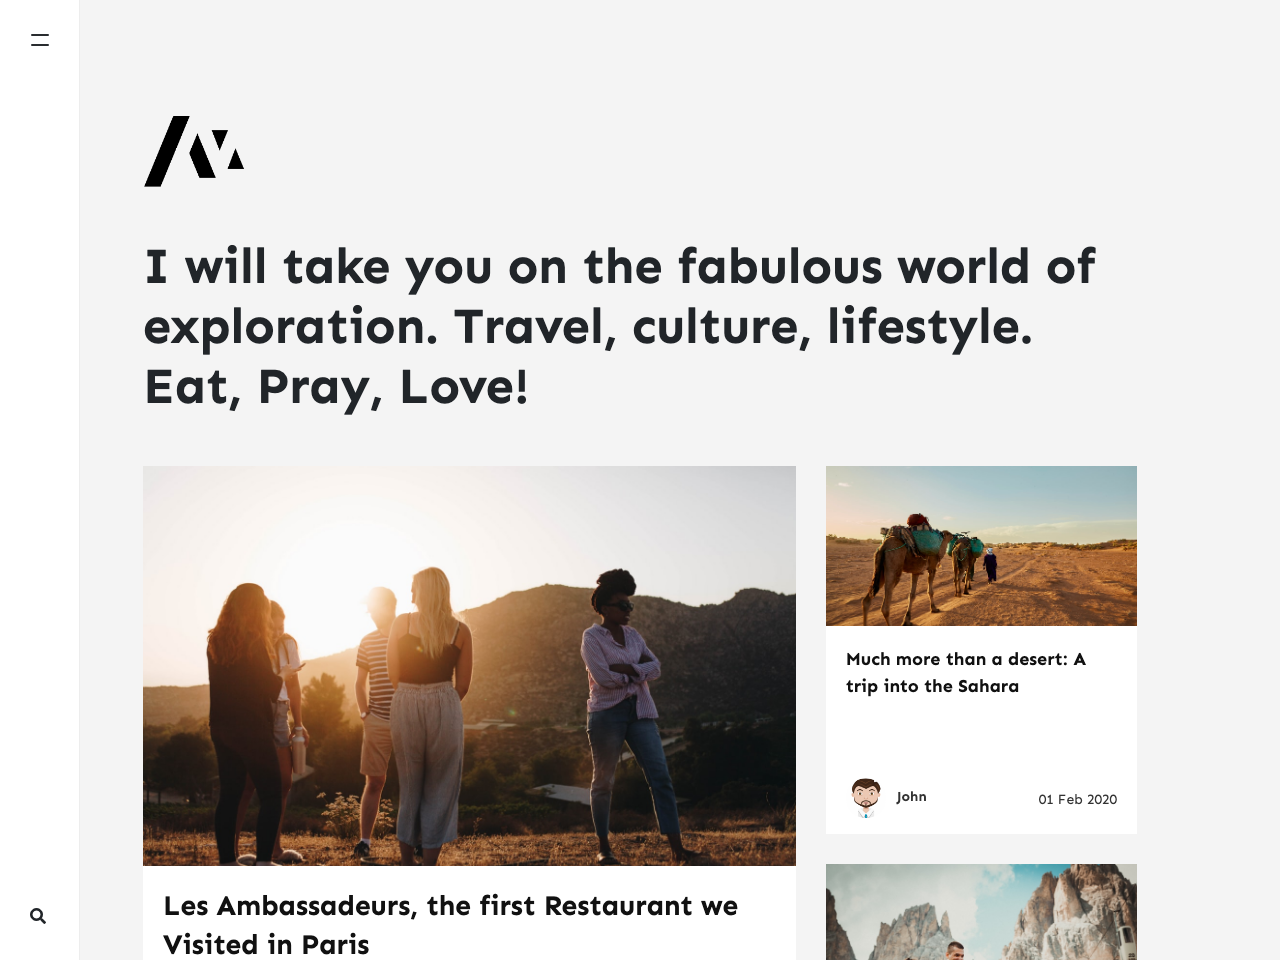 I will take you on the fabulous world of
exploration. Travel, culture, lifestyle.
Eat, Pray, Love!
Much more than a desert: A
trip into the Sahara
John
01 Feb 2020
Les Ambassadeurs, the first Restaurant we
Visited in Paris